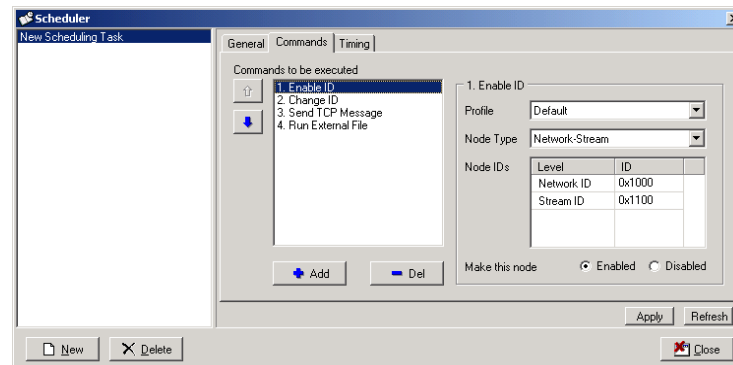 Scheduler
New Scheduling Task
General Commands Timing
Commands to be executed
1. Enable ID
2. Change ID
3. Send TCP Message
4. Run External File
Add Del
1. Enable ID
Profile Default
Node Type Network-Stream
Node IDs Level ID
Network ID 0x1000
Stream ID 0x1100
Make this node Enabled Disabled
Apply Refresh
New Delete Close